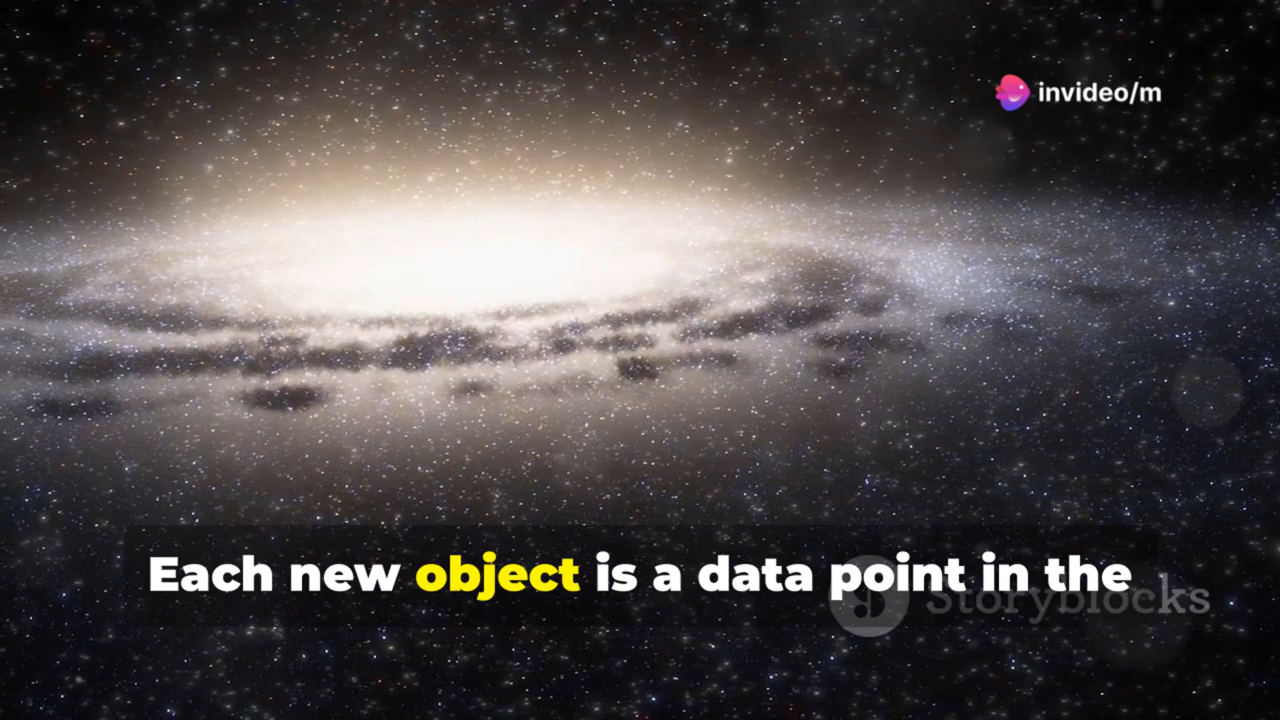 invideo/m
Each new object is a data point in the
Storyblocks